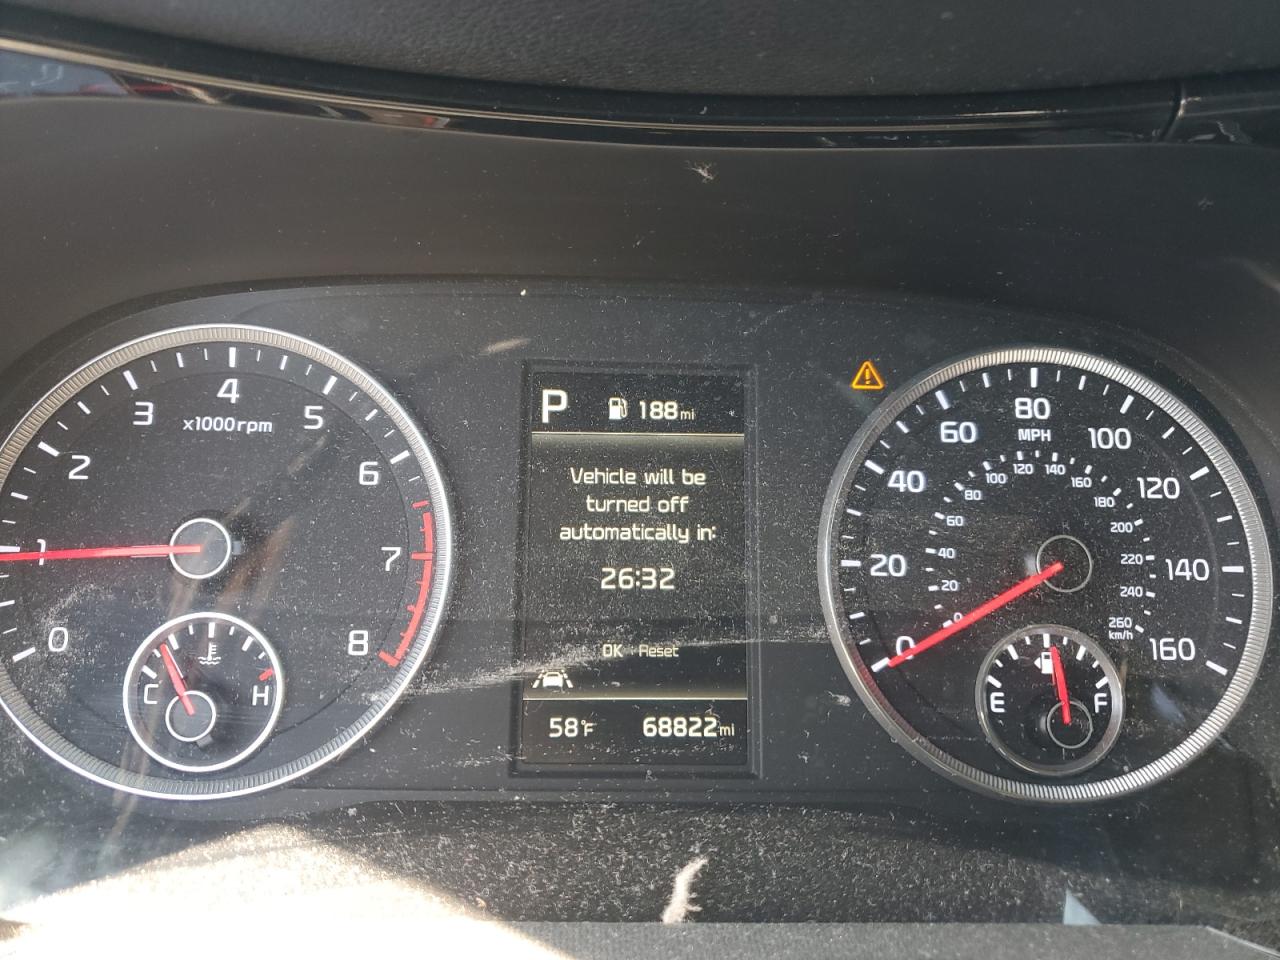 0
1
2
3
4
5
6
7
8
x1000rpm
C
H
P
188mi
Vehicle will be
turned off
automatically in:
26:32
OK : Reset
58°F
68822mi
0
20
40
60
80
100
120
140
160
MPH
0
20
40
60
80
100
120
140
160
180
200
220
240
260
km/h
E
F